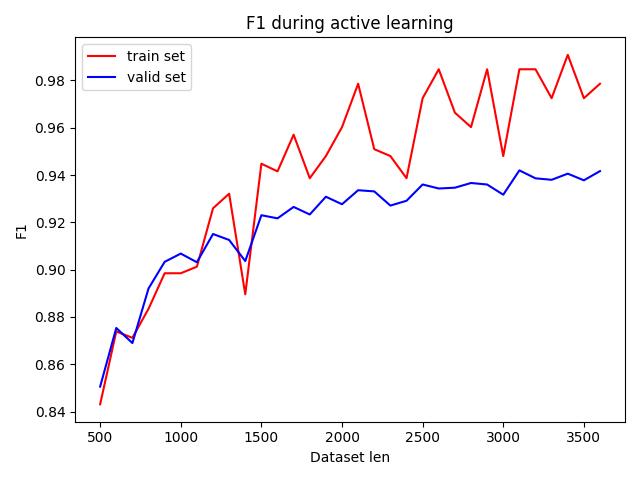 F1 during active learning
train set
valid set
0.98
0.96
0.94
0.92
0.90
0.88
0.86
0.84
F1
500 1000 1500 2000 2500 3000 3500
Dataset len